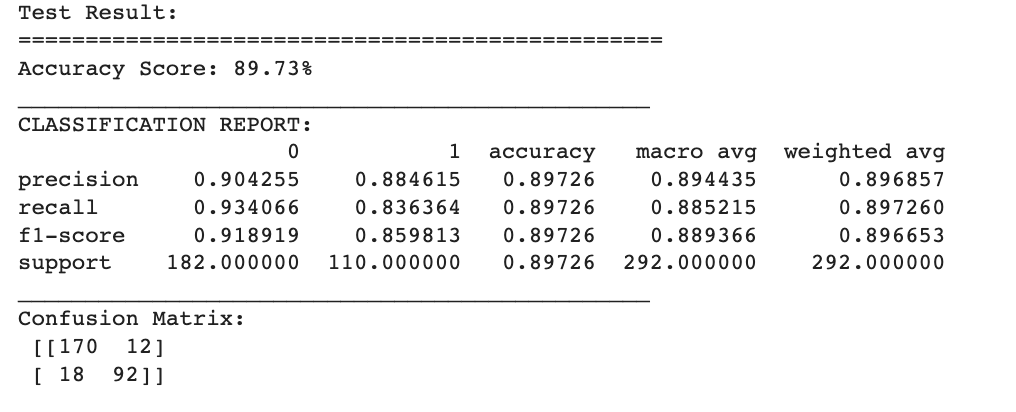 Test Result:
================================================
Accuracy Score: 89.73%
_______________________________________________
CLASSIFICATION REPORT:
                    0           1  accuracy   macro avg  weighted avg
precision    0.904255    0.884615   0.89726    0.894435      0.896857
recall       0.934066    0.836364   0.89726    0.885215      0.897260
f1-score     0.918919    0.859813   0.89726    0.889366      0.896653
support    182.000000  110.000000   0.89726  292.000000    292.000000
_______________________________________________
Confusion Matrix:
 [[170  12]
 [ 18  92]]